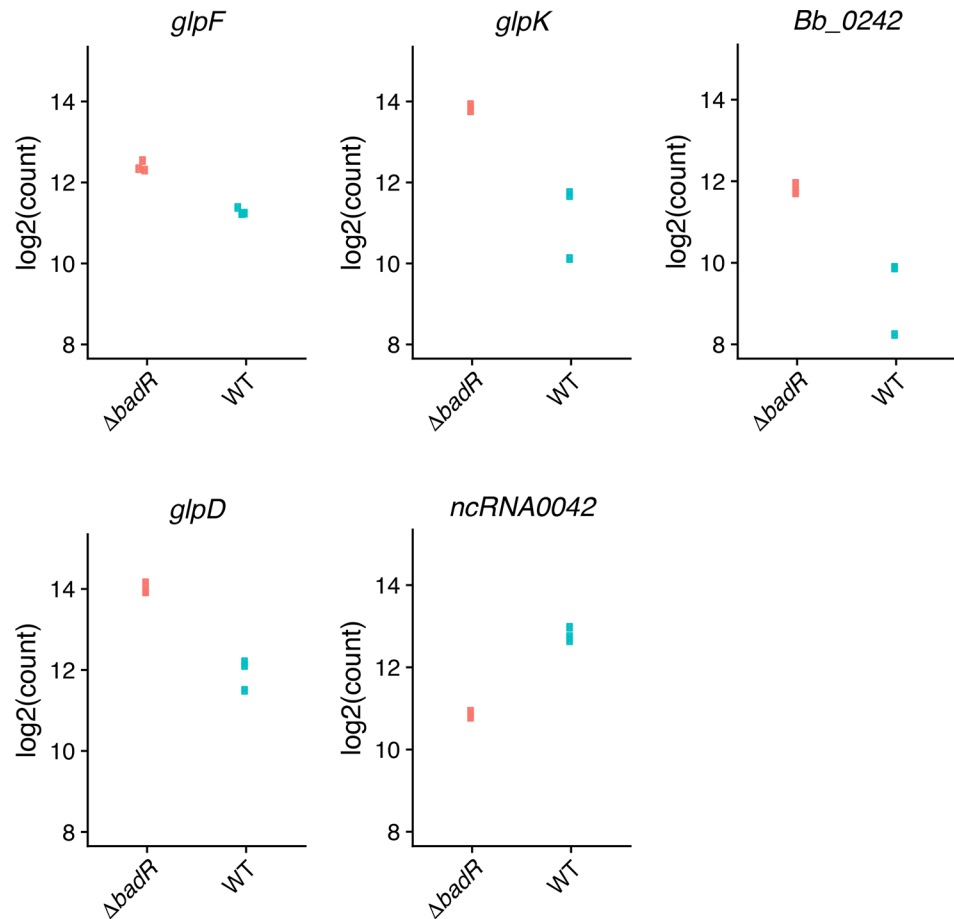 glpF
glpK
Bb_0242
log2(count)
14
12
10
8
ΔbadR
WT
log2(count)
14
12
10
8
ΔbadR
WT
log2(count)
14
12
10
8
ΔbadR
WT
glpD
ncRNA0042
log2(count)
14
12
10
8
ΔbadR
WT
log2(count)
14
12
10
8
ΔbadR
WT